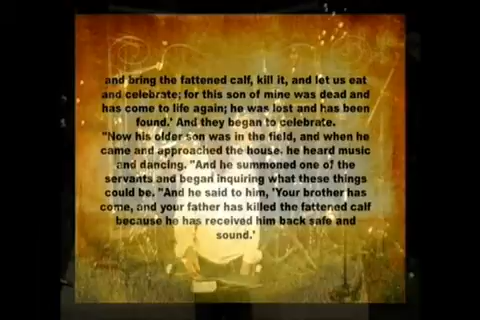 and bring the fattened calf, kill it, and let us eat
and celebrate; for this son of mine was dead and
has come to life again; he was lost and has been
found.' And they began to celebrate.
"Now his older son was in the field, and when he
came and approached the house, he heard music
and dancing. "And he summoned one of the
servants and began inquiring what these things
could be. "And he said to him, 'Your brother has
come, and your father has killed the fattened calf
because he has received him back safe and
sound.'